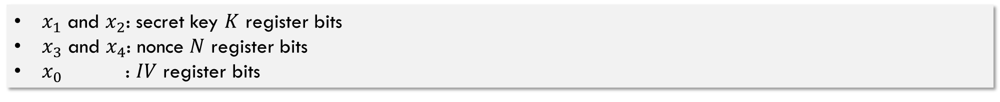 • x₁ and x₂: secret key K register bits
• x₃ and x₄: nonce N register bits
• x₀ : IV register bits